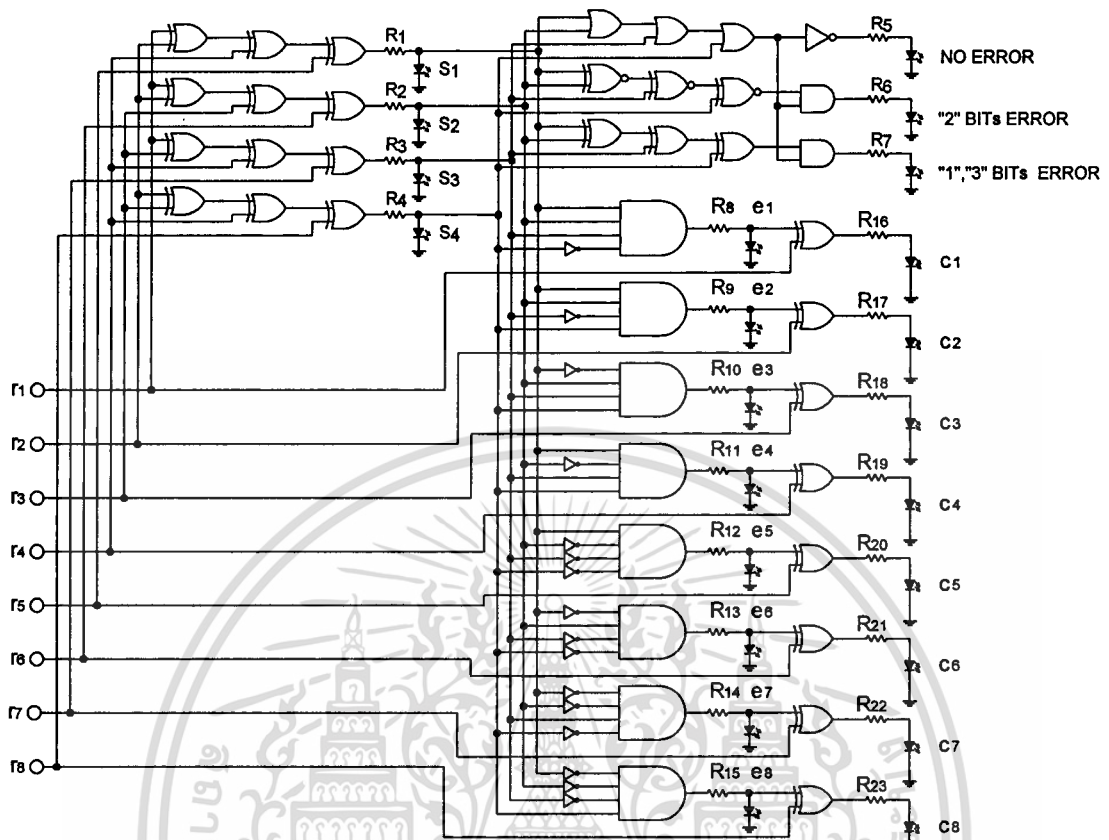 R1
S1
R2
S2
R3
S3
R4
S4
R5
NO ERROR
R6
"2" BITs ERROR
R7
"1","3" BITs ERROR
R8 e1
R16
C1
R9 e2
R17
C2
r1
R10 e3
R18
C3
r2
R11 e4
R19
C4
r3
R12 e5
R20
C5
r4
R13 e6
R21
C6
r5
R14 e7
R22
C7
r6
R15 e8
R23
C8
r7
r8